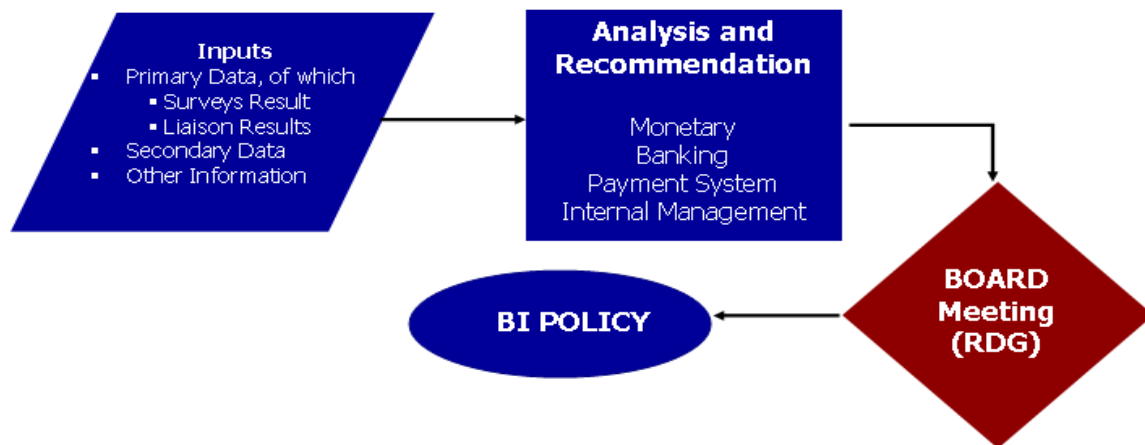 Inputs
▪ Primary Data, of which
▪ Surveys Result
▪ Liaison Results
▪ Secondary Data
▪ Other Information
Analysis and
Recommendation
Monetary
Banking
Payment System
Internal Management
BOARD
Meeting
(RDG)
BI POLICY